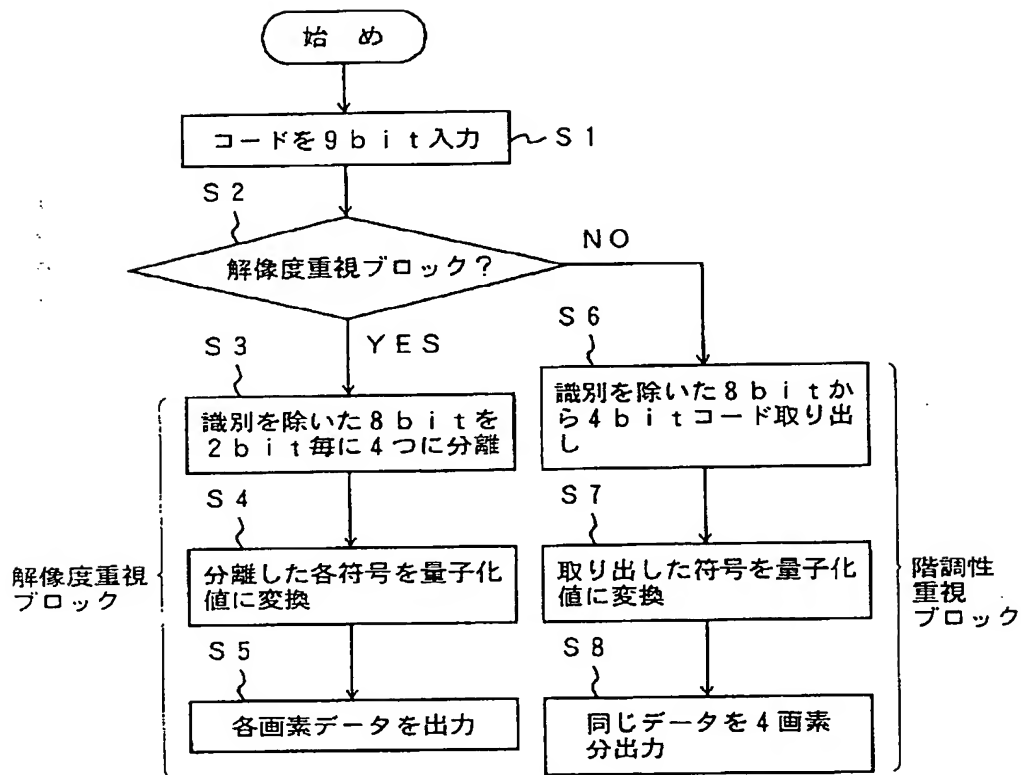 始 め
コードを9bit入力
S1
S2
解像度重視ブロック?
NO
YES
S3
識別を除いた8bitを
2bit毎に4つに分離
S4
分離した各符号を量子化
値に変換
S5
各画素データを出力
解像度重視
ブロック
S6
識別を除いた8bitか
ら4bitコード取り出
し
S7
取り出した符号を量子化
値に変換
S8
同じデータを4画素
分出力
階調性
重視
ブロック